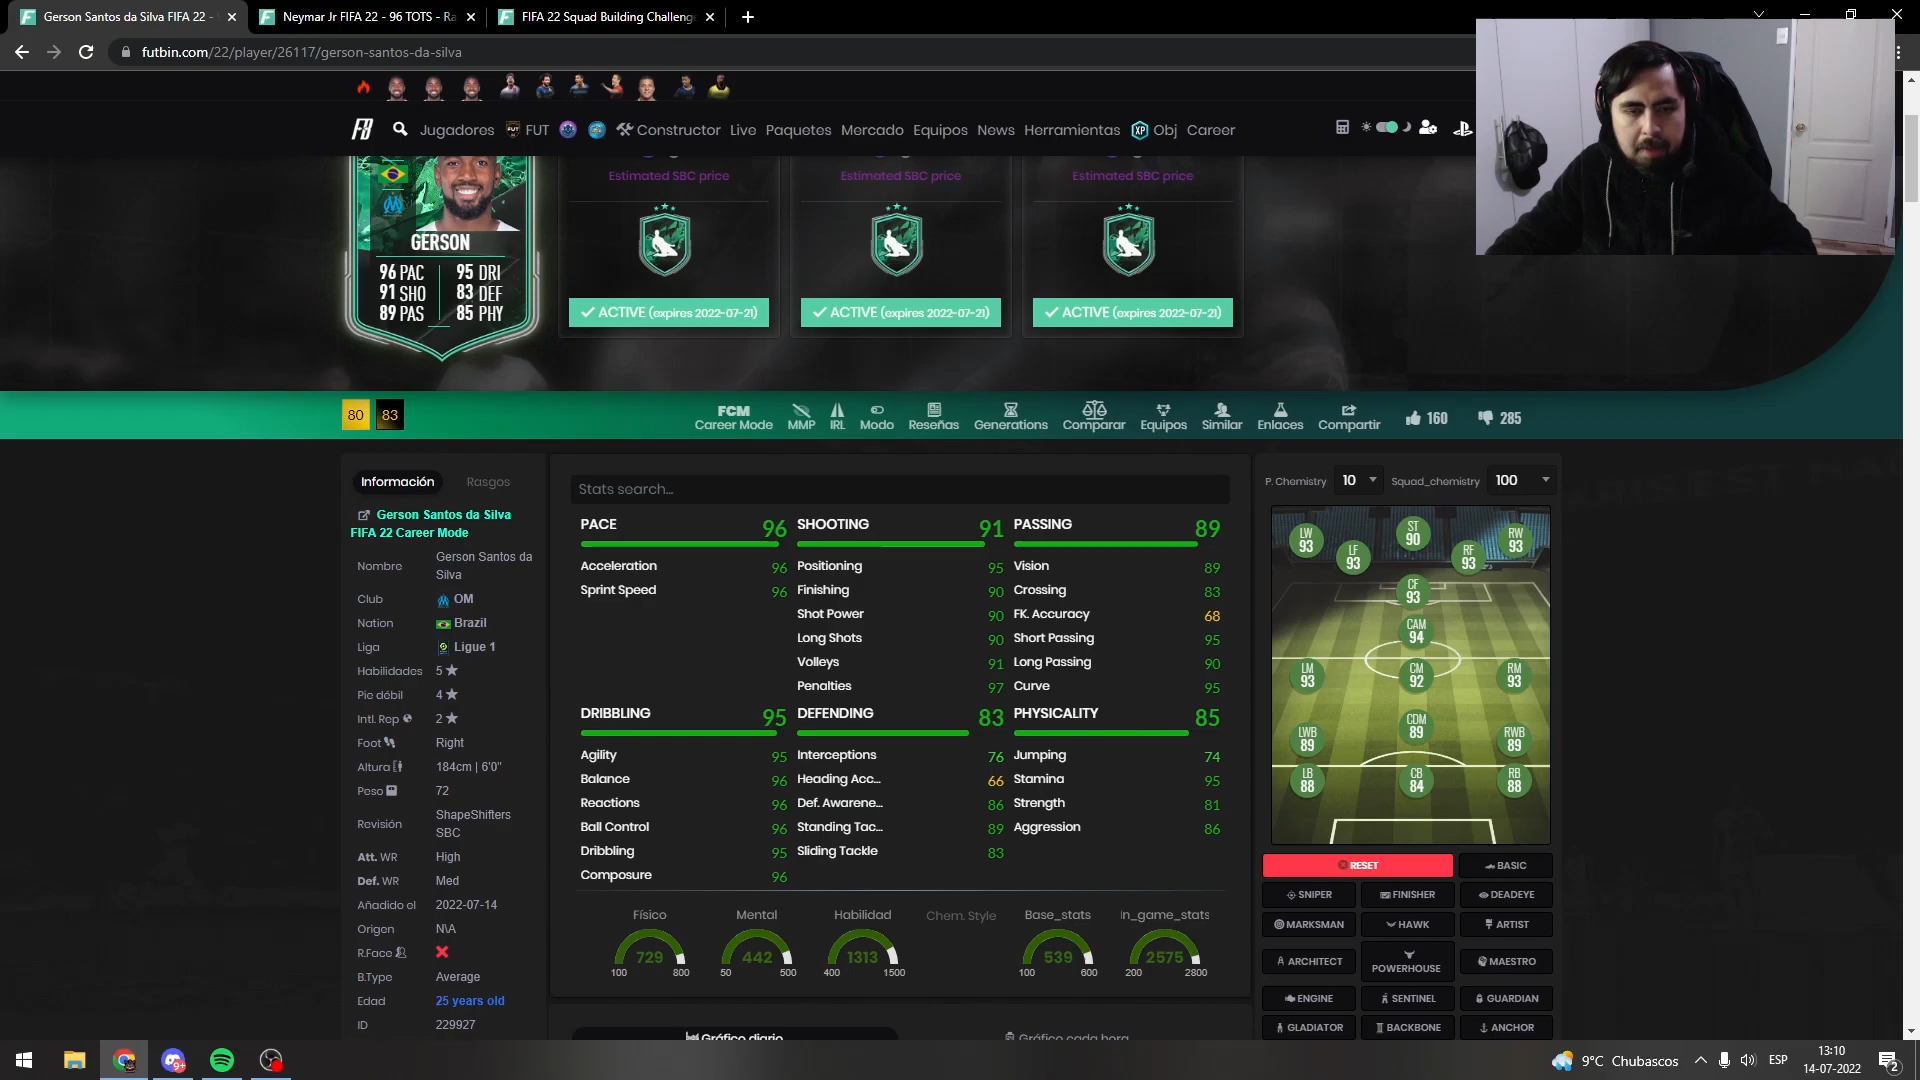 Gerson Santos da Silva FIFA 22 -
Neymar Jr FIFA 22 - 96 TOTS - Ra
FIFA 22 Squad Building Challenge
futbin.com/22/player/26117/gerson-santos-da-silva
Jugadores
FUT
Constructor
Live
Paquetes
Mercado
Equipos
News
Herramientas
XP
Obj
Career
Estimated SBC price
Estimated SBC price
Estimated SBC price
GERSON
96 PAC 95 DRI
91 SHO 83 DEF
89 PAS 85 PHY
ACTIVE (expires 2022-07-21)
ACTIVE (expires 2022-07-21)
ACTIVE (expires 2022-07-21)
80 83
FCM
Career Mode MMP IRL Modo Reseñas Generations Comparar Equipos Similar Enlaces Compartir 160 285
Información Rasgos
Gerson Santos da Silva
FIFA 22 Career Mode
Nombre Gerson Santos da
Silva
Club OM
Nation Brazil
Liga Ligue 1
Habilidades 5
Pie débil 4
Intl. Rep 2
Foot Right
Altura 184cm | 6'0"
Peso 72
Revisión ShapeShifters
SBC
Att. WR High
Def. WR Med
Añadido el 2022-07-14
Origen N\A
R.Face
B.Type Average
Edad 25 years old
ID 229927
Stats search...
PACE 96
Acceleration 96
Sprint Speed 96
SHOOTING 91
Positioning 95
Finishing 90
Shot Power 90
Long Shots 90
Volleys 91
Penalties 97
PASSING 89
Vision 89
Crossing 83
FK. Accuracy 68
Short Passing 95
Long Passing 90
Curve 95
DRIBBLING 95
Agility 95
Balance 96
Reactions 96
Ball Control 96
Dribbling 95
Composure 96
DEFENDING 83
Interceptions 76
Heading Acc... 66
Def. Awarene... 86
Standing Tac... 89
Sliding Tackle 83
PHYSICALITY 85
Jumping 74
Stamina 95
Strength 81
Aggression 86
Físico
729
100 800
Mental
442
50 500
Habilidad
1313
400 1500
Chem. Style
Base_stats
539
100 600
In_game_stats
2575
200 2800
Gráfico diario
Gráfico cada hora
P. Chemistry 10 Squad_chemistry 100
LW
93
ST
90
RW
93
LF
93
RF
93
CF
93
CAM
94
LM
93
CM
92
RM
93
CDM
89
LWB
89
RWB
89
LB
88
CB
84
RB
88
RESET BASIC
SNIPER FINISHER DEADEYE
MARKSMAN HAWK ARTIST
ARCHITECT POWERHOUSE MAESTRO
ENGINE SENTINEL GUARDIAN
GLADIATOR BACKBONE ANCHOR
9+
9°C Chubascos
ESP
13:10
14-07-2022
2